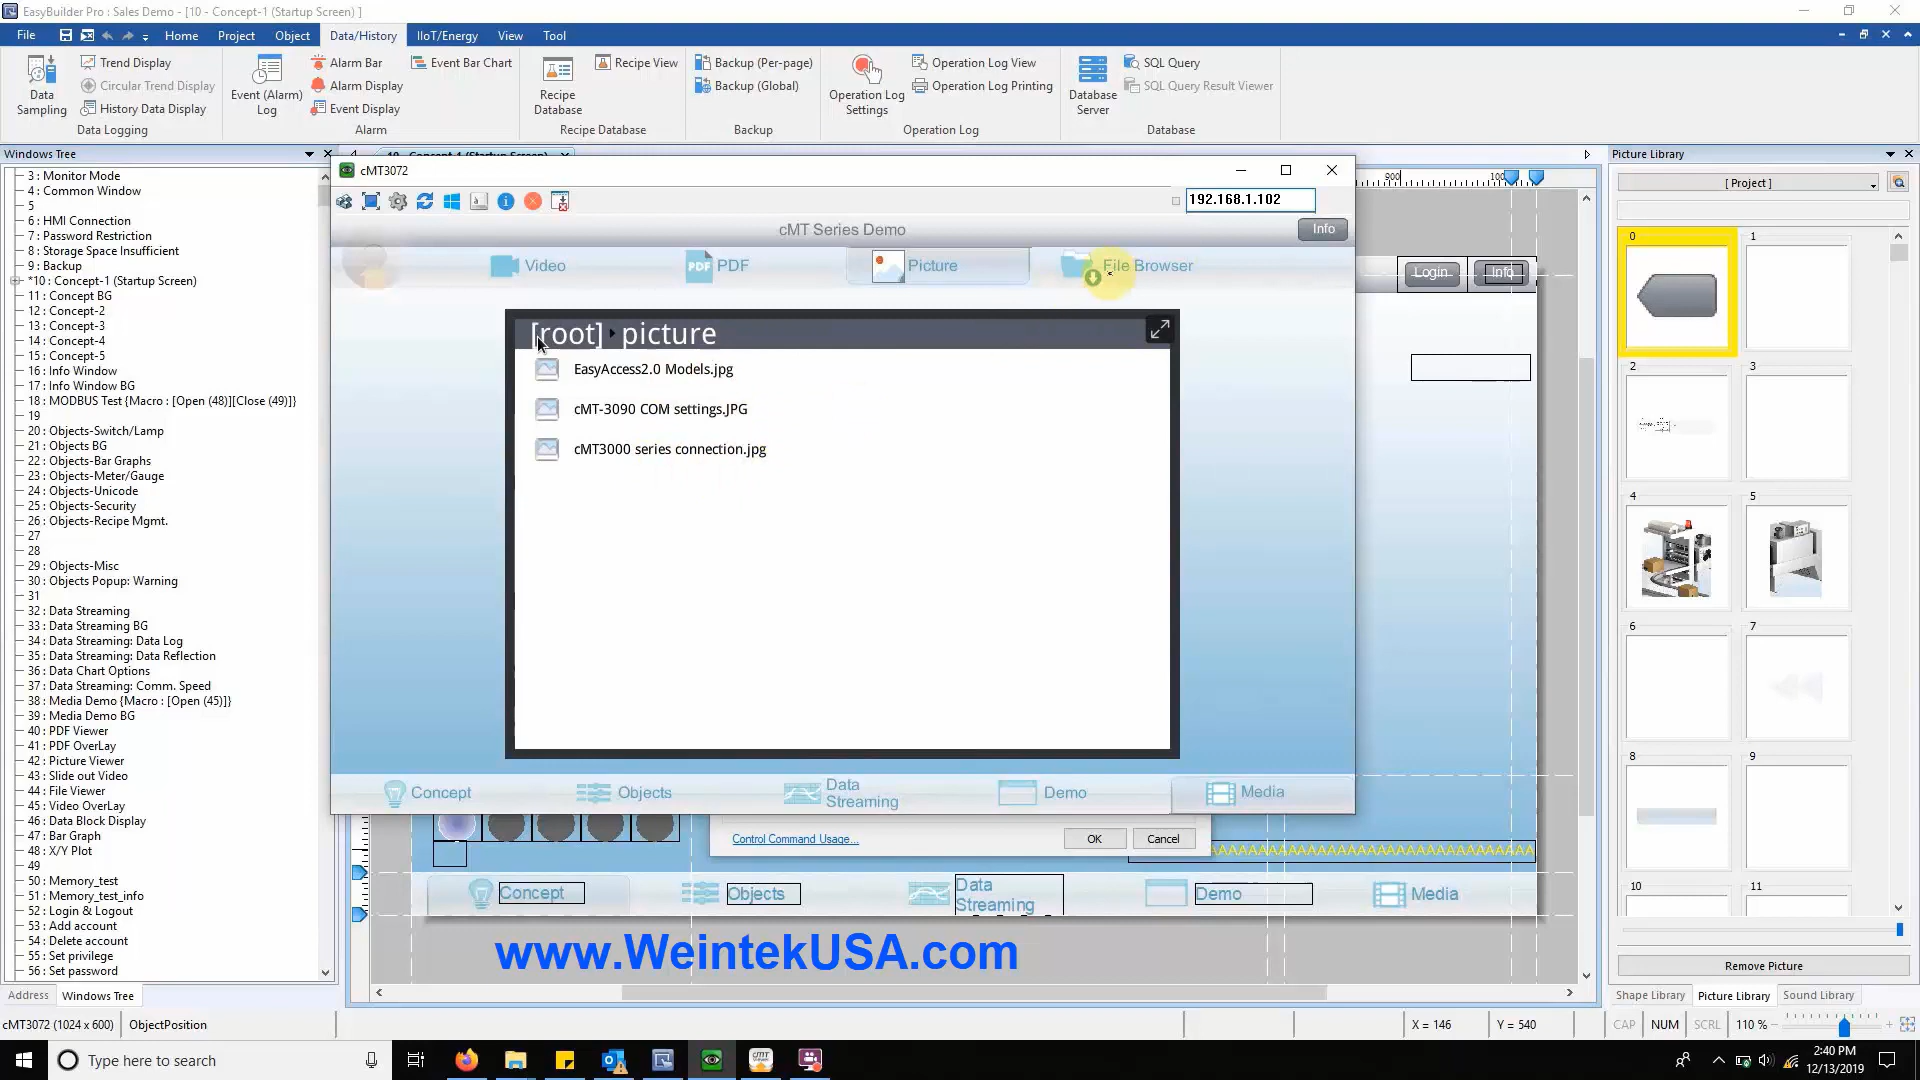 EasyBuilder Pro : Sales Demo - [10 - Concept-1 (Startup Screen) ]
File Home Project Object Data/History IIoT/Energy View Tool
Data Sampling
Trend Display
Circular Trend Display
History Data Display
Data Logging
Event (Alarm) Log
Alarm Bar
Alarm Display
Event Display
Event Bar Chart
Alarm
Recipe Database
Recipe View
Recipe Database
Backup (Per-page)
Backup (Global)
Backup
Operation Log Settings
Operation Log View
Operation Log Printing
Operation Log
Database Server
SQL Query
SQL Query Result Viewer
Database
Windows Tree
3 : Monitor Mode
4 : Common Window
5
6 : HMI Connection
7 : Password Restriction
8 : Storage Space Insufficient
9 : Backup
*10 : Concept-1 (Startup Screen)
11 : Concept BG
12 : Concept-2
13 : Concept-3
14 : Concept-4
15 : Concept-5
16 : Info Window
17 : Info Window BG
18 : MODBUS Test {Macro : [Open (48)][Close (49)]}
19
20 : Objects-Switch/Lamp
21 : Objects BG
22 : Objects-Bar Graphs
23 : Objects-Meter/Gauge
24 : Objects-Unicode
25 : Objects-Security
26 : Objects-Recipe Mgmt.
27
28
29 : Objects-Misc
30 : Objects Popup: Warning
31
32 : Data Streaming
33 : Data Streaming BG
34 : Data Streaming: Data Log
35 : Data Streaming: Data Reflection
36 : Data Chart Options
37 : Data Streaming: Comm. Speed
38 : Media Demo {Macro : [Open (45)]}
39 : Media Demo BG
40 : PDF Viewer
41 : PDF OverLay
42 : Picture Viewer
43 : Slide out Video
44 : File Viewer
45 : Video OverLay
46 : Data Block Display
47 : Bar Graph
48 : X/Y Plot
49
50 : Memory_test
51 : Memory_test_info
52 : Login & Logout
53 : Add account
54 : Delete account
55 : Set privilege
56 : Set password
Address Windows Tree
10 - Concept-1 (Startup Screen)
900
cMT3072
192.168.1.102
cMT Series Demo
Info
Video
PDF PDF
Picture
File Browser
[root] picture
EasyAccess2.0 Models.jpg
cMT-3090 COM settings.JPG
cMT3000 series connection.jpg
Concept
Objects
Data Streaming
Demo
Media
Login Info
Control Command Usage...
OK Cancel
AAAAAAAAAAAAAAAAAAAAAAAAAAAAAAAA
Concept
Objects
Data Streaming
Demo
Media
www.WeintekUSA.com
Picture Library
[ Project ]
0 1
2 3
4 5
6 7
8 9
10 11
Remove Picture
Shape Library Picture Library Sound Library
cMT3072 (1024 x 600) ObjectPosition X = 146 Y = 540 CAP NUM SCRL 110 %
Type here to search
2:40 PM
12/13/2019